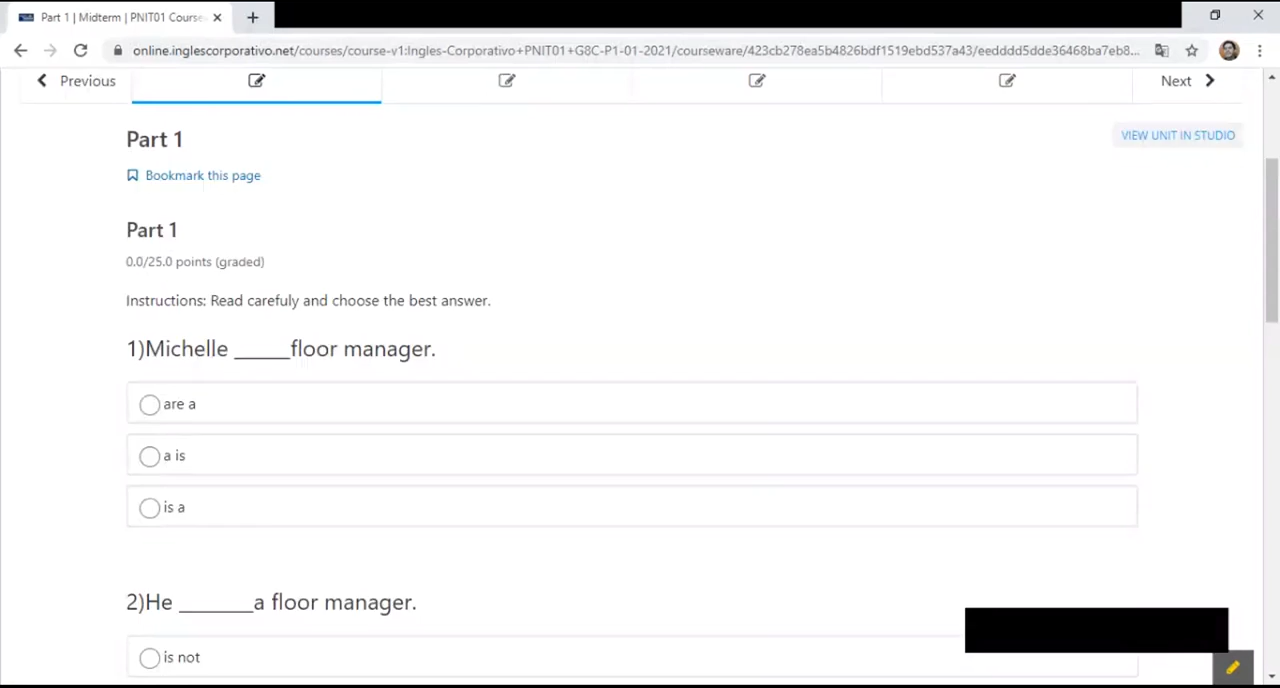 Part 1 | Midterm | PNIT01 Course
online.inglescorporativo.net/courses/course-v1:Ingles-Corporativo+PNIT01+G8C-P1-01-2021/courseware/423cb278ea5b4826bdf1519ebd537a43/eedddd5dde36468ba7eb8...
Previous
Next
Part 1
VIEW UNIT IN STUDIO
Bookmark this page
Part 1
0.0/25.0 points (graded)
Instructions: Read carefuly and choose the best answer.
1)Michelle _____floor manager.
are a
a is
is a
2)He _______a floor manager.
is not